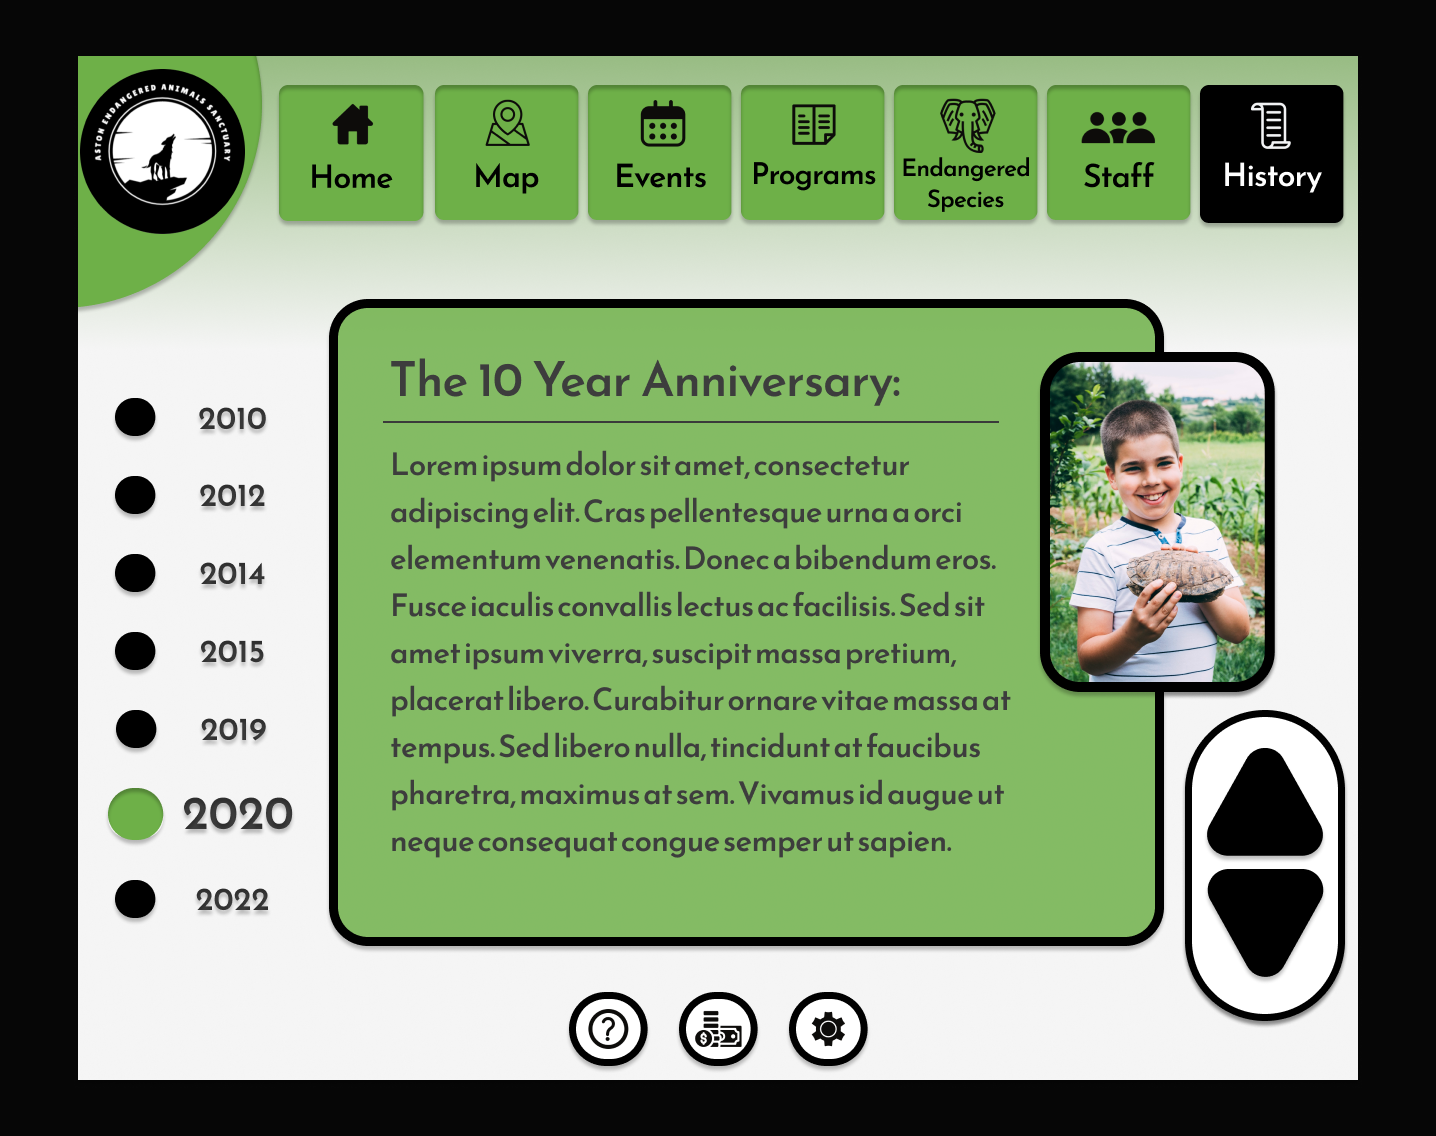 ASTON ENDANGERED ANIMALS SANCTUARY
Home
Map
Events
Programs
Endangered
Species
Staff
History
2010
2012
2014
2015
2019
2020
2022
The 10 Year Anniversary:
Lorem ipsum dolor sit amet, consectetur
adipiscing elit. Cras pellentesque urna a orci
elementum venenatis. Donec a bibendum eros.
Fusce iaculis convallis lectus ac facilisis. Sed sit
amet ipsum viverra, suscipit massa pretium,
placerat libero. Curabitur ornare vitae massa at
tempus. Sed libero nulla, tincidunt at faucibus
pharetra, maximus at sem. Vivamus id augue ut
neque consequat congue semper ut sapien.
?
$